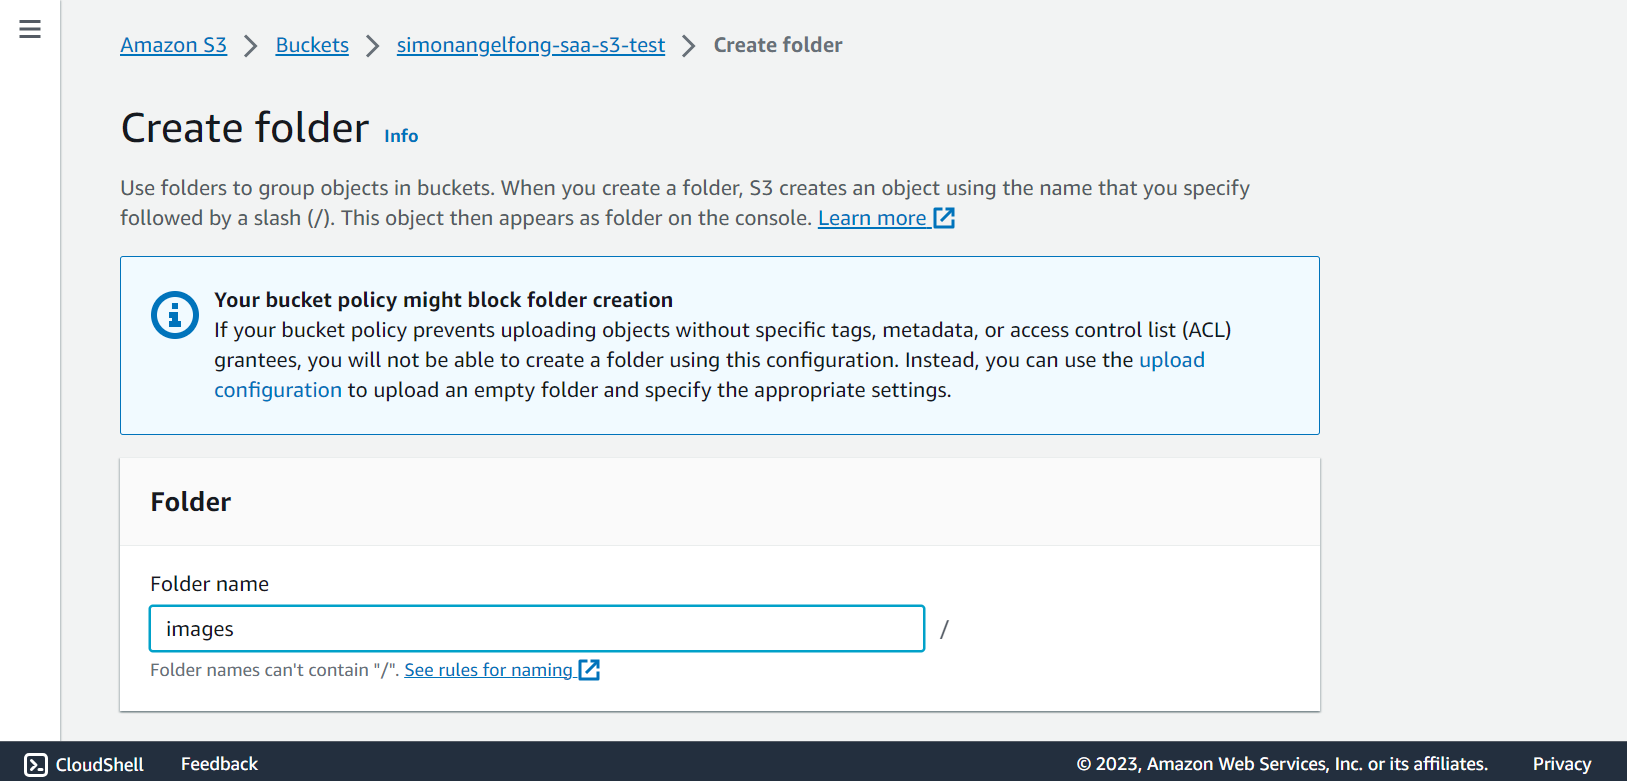 Amazon S3 > Buckets > simonangelfong-saa-s3-test > Create folder
Create folder Info
Use folders to group objects in buckets. When you create a folder, S3 creates an object using the name that you specify
followed by a slash (/). This object then appears as folder on the console. Learn more
Your bucket policy might block folder creation
If your bucket policy prevents uploading objects without specific tags, metadata, or access control list (ACL)
grantees, you will not be able to create a folder using this configuration. Instead, you can use the upload
configuration to upload an empty folder and specify the appropriate settings.
Folder
Folder name
images /
Folder names can't contain "/". See rules for naming
CloudShell Feedback © 2023, Amazon Web Services, Inc. or its affiliates. Privacy